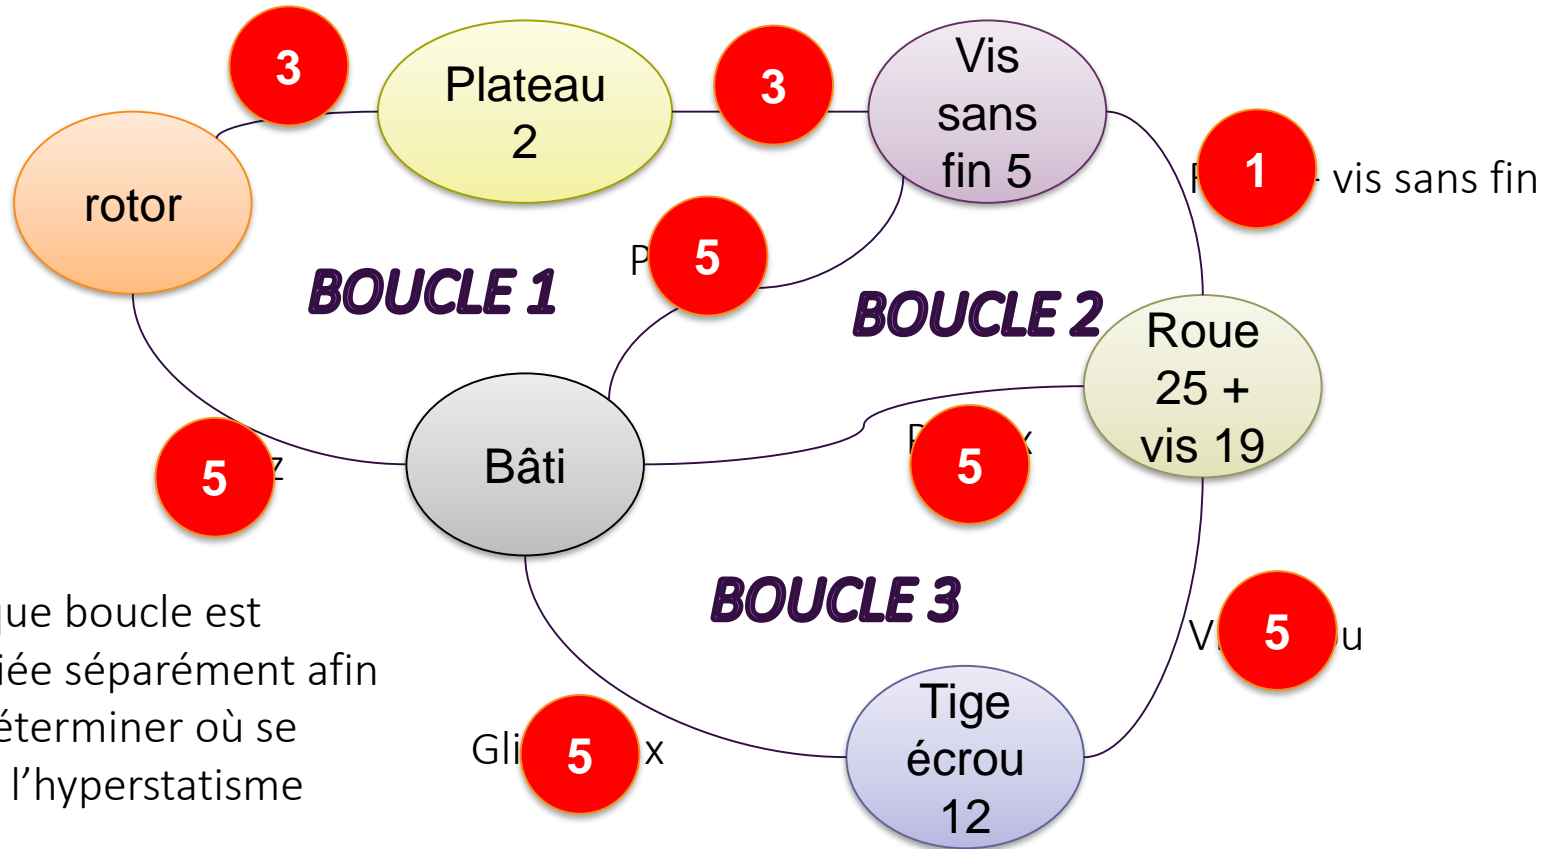 3
Plateau
2
3
Vis
sans
fin 5
rotor
1
vis sans fin
P
5
BOUCLE 1
BOUCLE 2
Roue
25 +
vis 19
Bâti
5
z
5
x
BOUCLE 3
que boucle est
iée séparément afin
éterminer où se
l’hyperstatisme
V
5
u
Tige
écrou
12
Gli
5
x